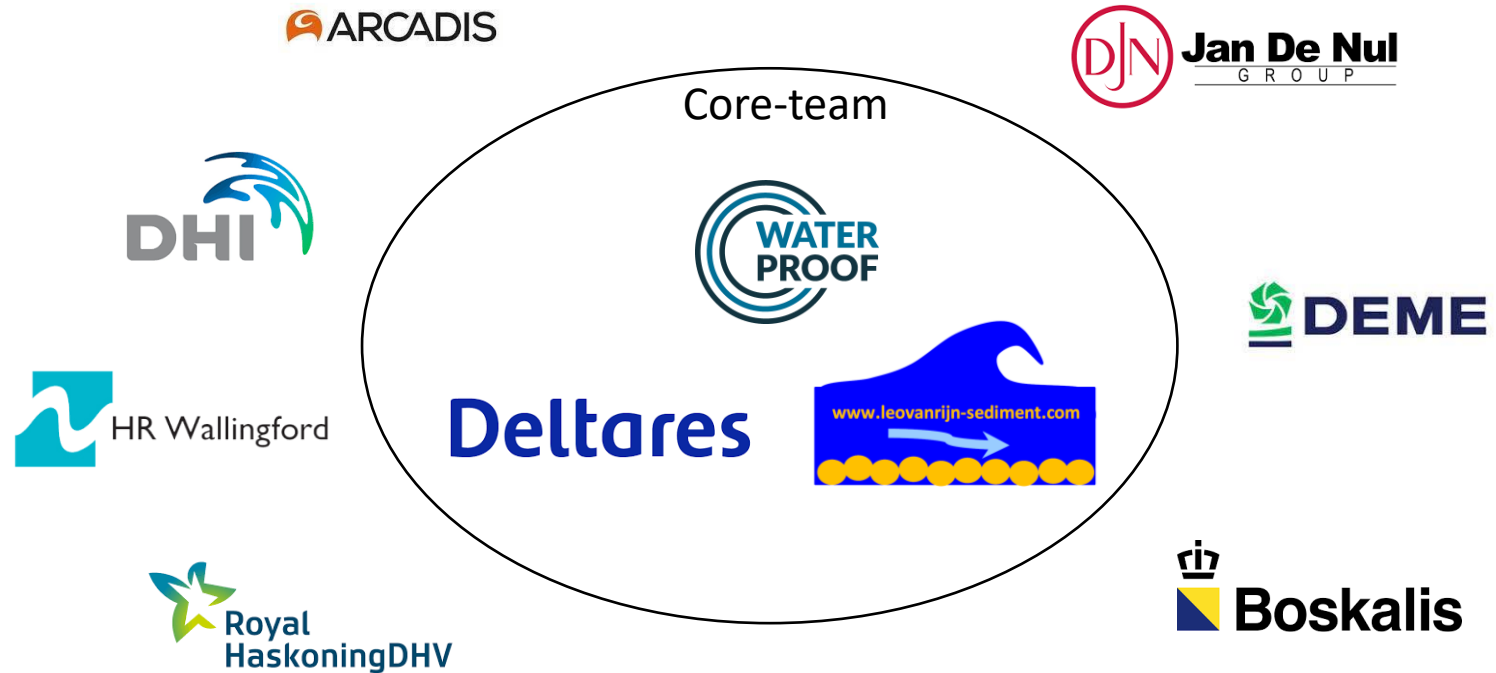 ARCADIS
DJN Jan De Nul
GROUP
Core-team
DHI
WATER
PROOF
DEME
www.leovanrijn-sediment.com
HR Wallingford
Deltares
Boskalis
Royal
HaskoningDHV